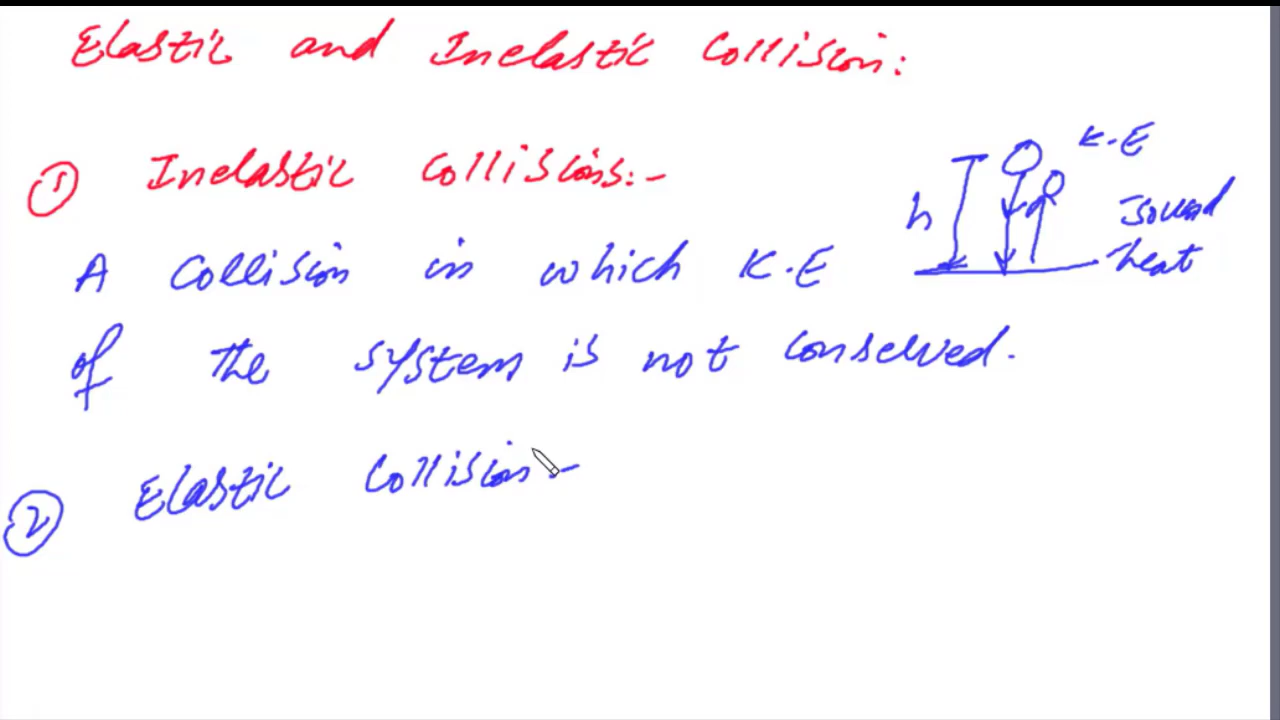 Elastic and Inelastic Collision:
① Inelastic Collisions:-
K.E
h
sound
heat
A Collision in which K.E
of the system is not conserved.
② Elastic Collision:-